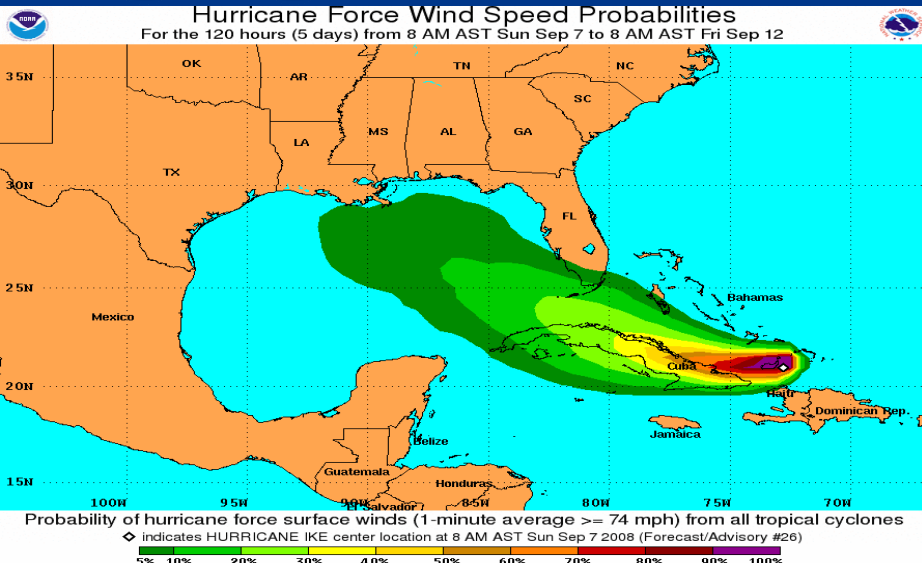 Hurricane Force Wind Speed Probabilities
For the 120 hours (5 days) from 8 AM AST Sun Sep 7 to 8 AM AST Fri Sep 12
NOAA
35N
OK
AR
TN
NC
SC
MS
AL
GA
LA
TX
30N
FL
25N
Bahamas
Mexico
Cuba
20N
Haiti
Dominican Rep.
Jamaica
Belize
Guatemala
15N
Honduras
100W 95W 90W 85W 80W 75W 70W
El Salvador
Probability of hurricane force surface winds (1-minute average >= 74 mph) from all tropical cyclones
indicates HURRICANE IKE center location at 8 AM AST Sun Sep 7 2008 (Forecast/Advisory #26)
5% 10% 20% 30% 40% 50% 60% 70% 80% 90% 100%